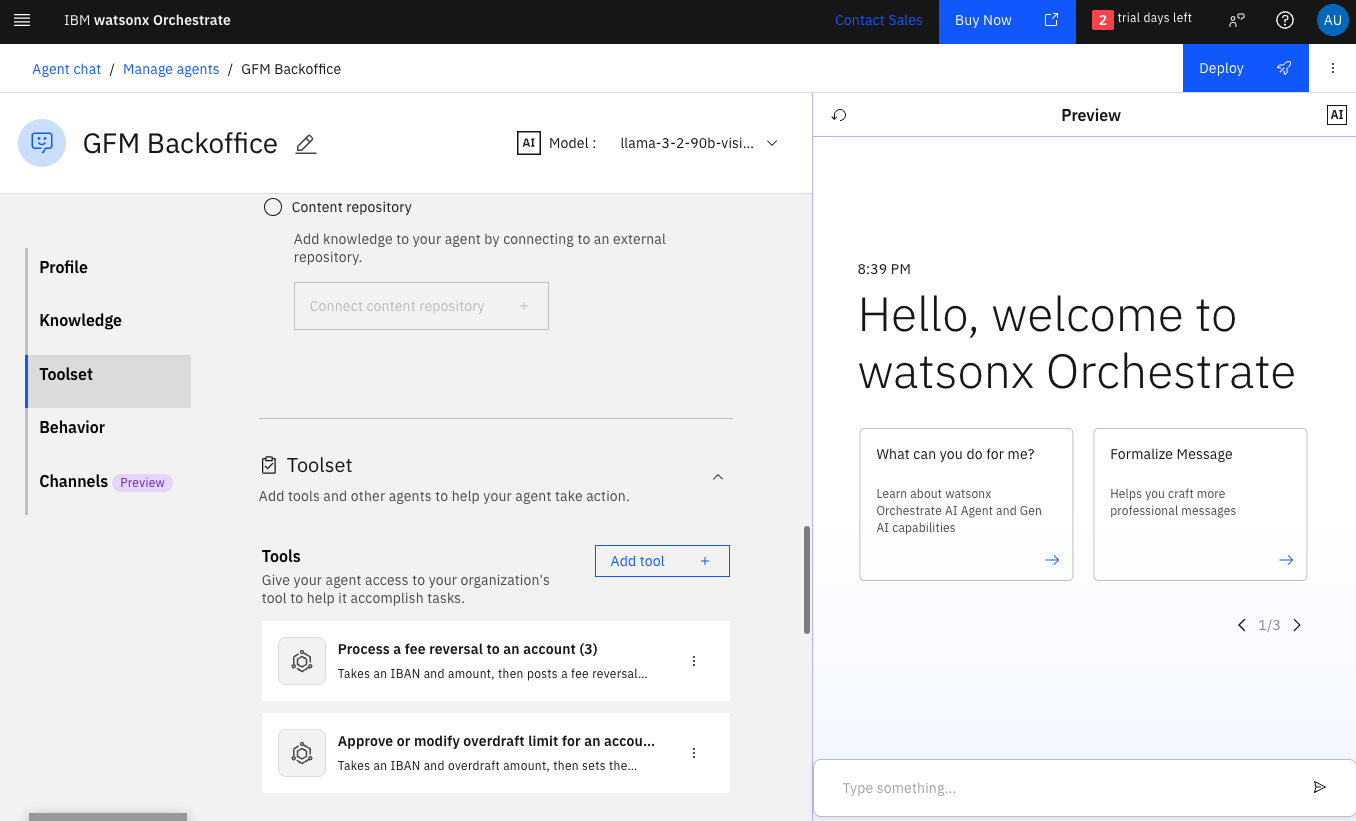 IBM watsonx Orchestrate
Contact Sales
Buy Now
2 trial days left
AU
Agent chat / Manage agents / GFM Backoffice
Deploy
GFM Backoffice
AI Model : llama-3-2-90b-visi...
Profile
Knowledge
Toolset
Behavior
Channels Preview
Content repository
Add knowledge to your agent by connecting to an external
repository.
Connect content repository +
Toolset
Add tools and other agents to help your agent take action.
Tools
Add tool +
Give your agent access to your organization's
tool to help it accomplish tasks.
Process a fee reversal to an account (3)
Takes an IBAN and amount, then posts a fee reversal...
Approve or modify overdraft limit for an accou...
Takes an IBAN and overdraft amount, then sets the...
Preview
AI
8:39 PM
Hello, welcome to
watsonx Orchestrate
What can you do for me?
Learn about watsonx
Orchestrate AI Agent and Gen
AI capabilities
Formalize Message
Helps you craft more
professional messages
1/3
Type something...